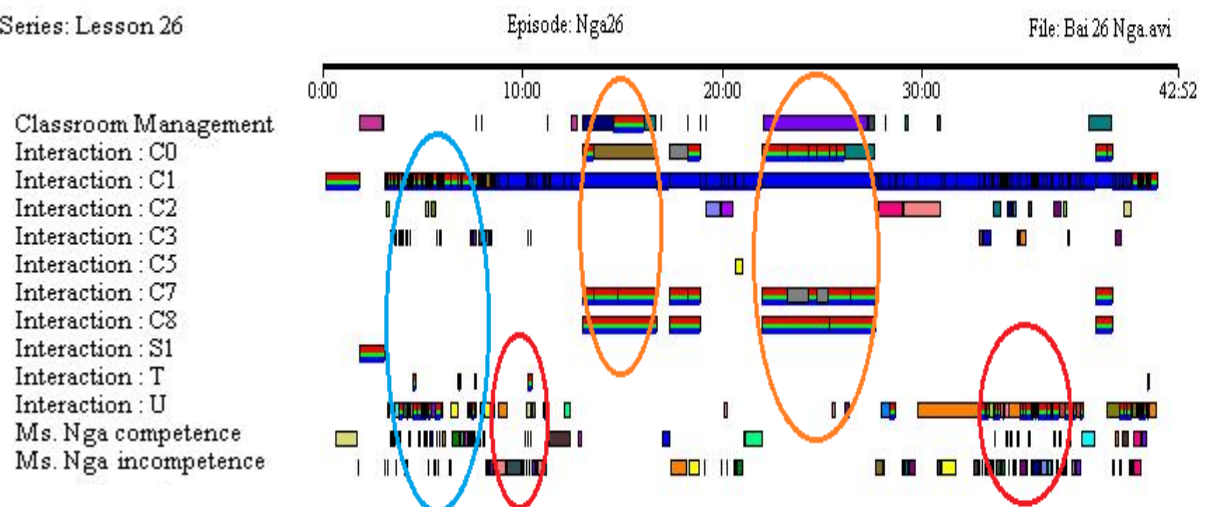 Series: Lesson 26 Episode: Nga26 File: Bai 26 Nga.avi
0:00 10:00 20:00 30:00 42:52
Classroom Management
Interaction : C0
Interaction : C1
Interaction : C2
Interaction : C3
Interaction : C5
Interaction : C7
Interaction : C8
Interaction : S1
Interaction : T
Interaction : U
Ms. Nga competence
Ms. Nga incompetence